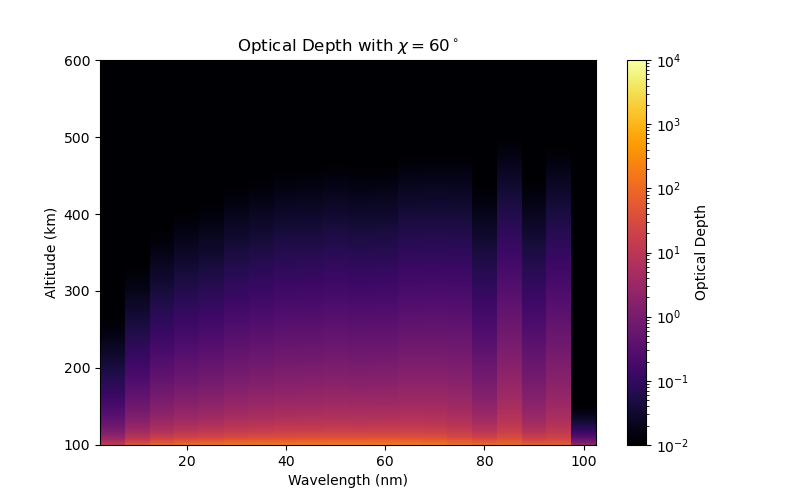 Optical Depth with χ = 60°
Altitude (km)
600
500
400
300
200
100
20 40 60 80 100
Wavelength (nm)
10⁴
10³
10²
10¹
10⁰
10⁻¹
10⁻²
Optical Depth